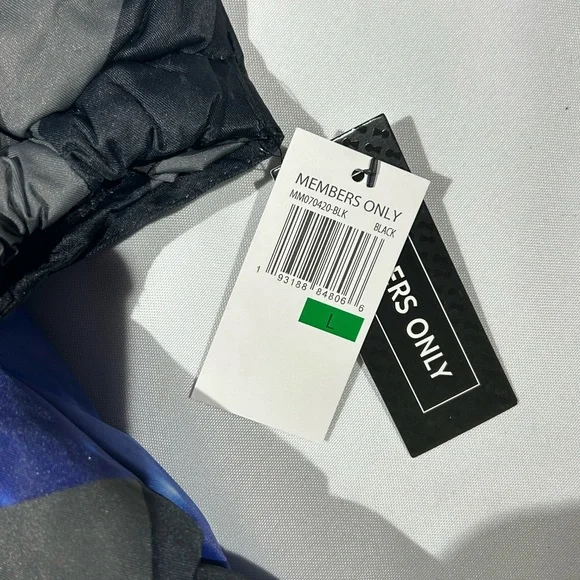 MEMBERS ONLY
MM070420-BLK
BLACK
1 93188 84806 6
L
ERS ONLY